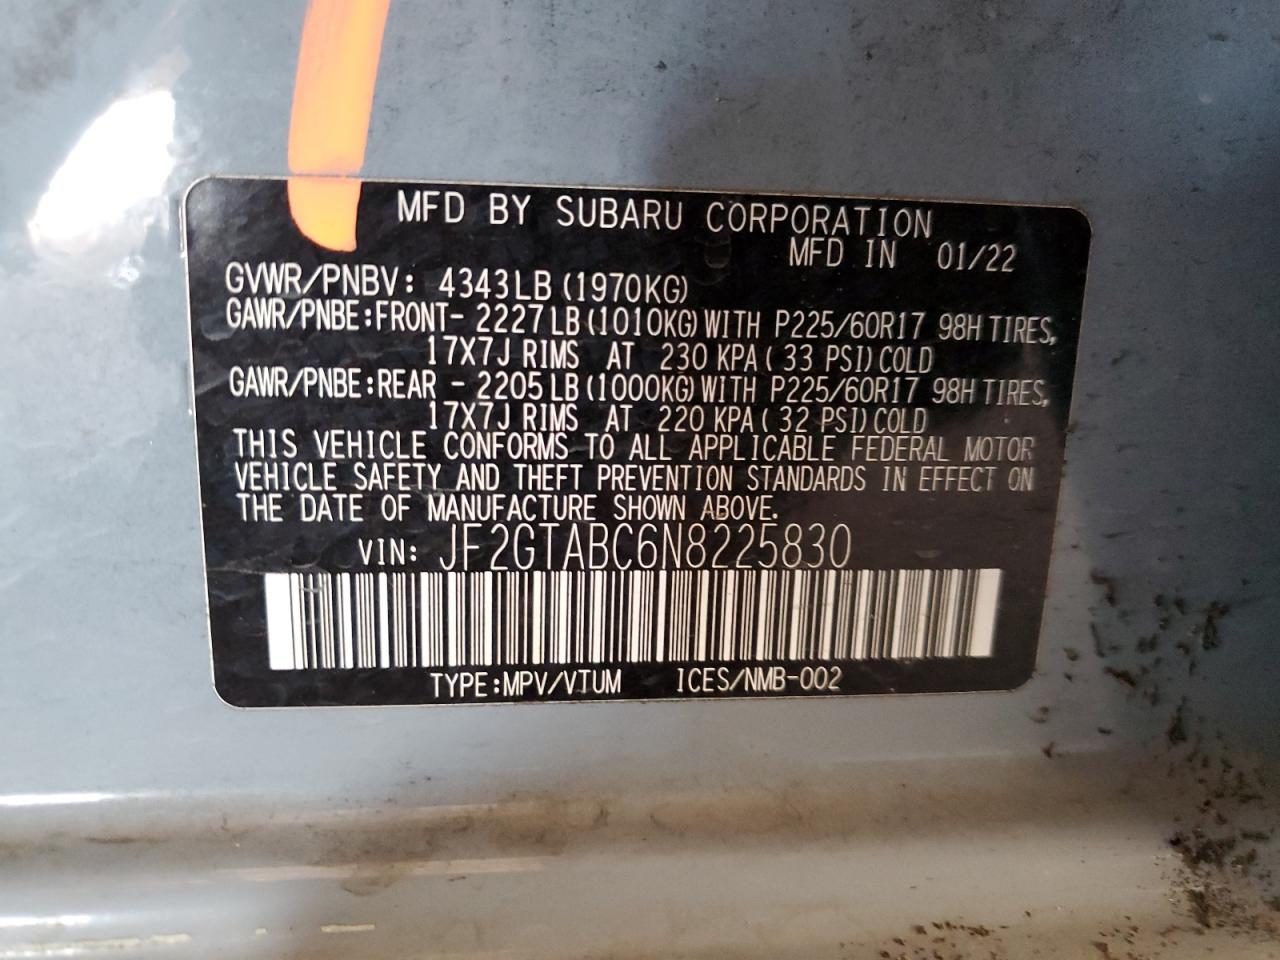 MFD BY SUBARU CORPORATION
MFD IN 01/22
GVWR/PNBV: 4343LB (1970KG)
GAWR/PNBE:FRONT- 2227LB(1010KG)WITH P225/60R17 98H TIRES,
17X7J RIMS AT 230 KPA( 33 PSI)COLD
GAWR/PNBE:REAR - 2205LB(1000KG)WITH P225/60R17 98H TIRES,
17X7J RIMS AT 220 KPA( 32 PSI)COLD
THIS VEHICLE CONFORMS TO ALL APPLICABLE FEDERAL MOTOR
VEHICLE SAFETY AND THEFT PREVENTION STANDARDS IN EFFECT ON
THE DATE OF MANUFACTURE SHOWN ABOVE.
VIN: JF2GTABC6N8225830
TYPE:MPV/VTUM ICES/NMB-002